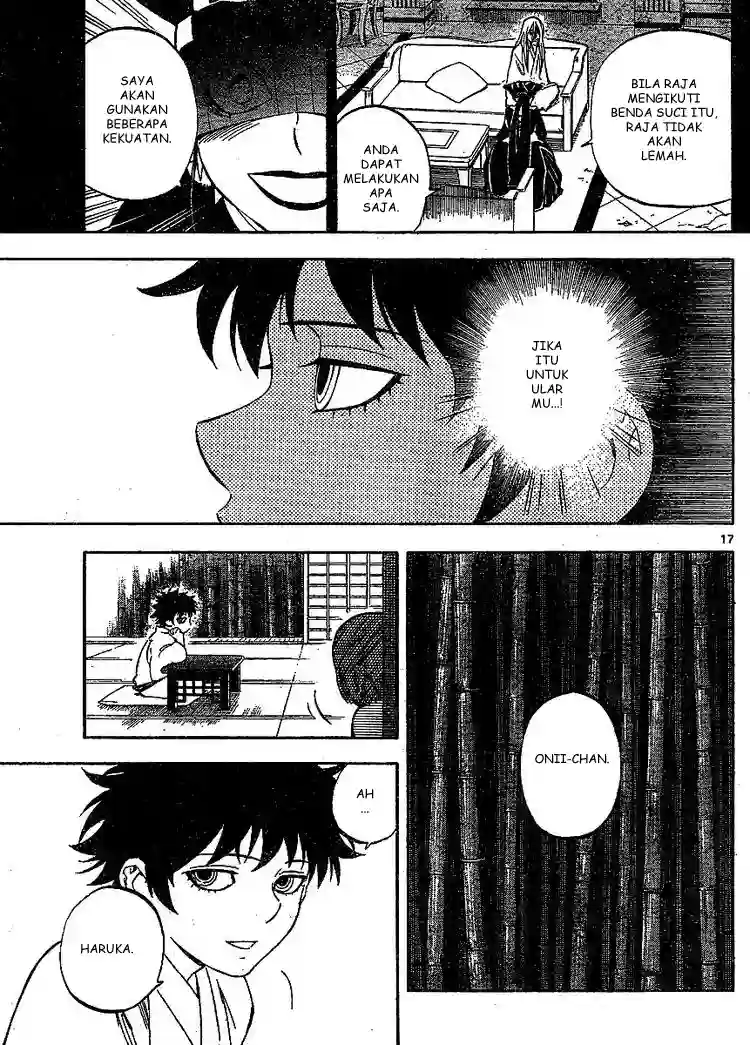 BILA RAJA
MENGIKUTI
BENDA SUCI ITU,
RAJA TIDAK
AKAN
LEMAH.
ANDA
DAPAT
MELAKUKAN
APA
SAJA.
SAYA
AKAN
GUNAKAN
BEBERAPA
KEKUATAN.
JIKA
ITU
UNTUK
ULAR
MU...!
17
ONII-CHAN.
AH
...
HARUKA.